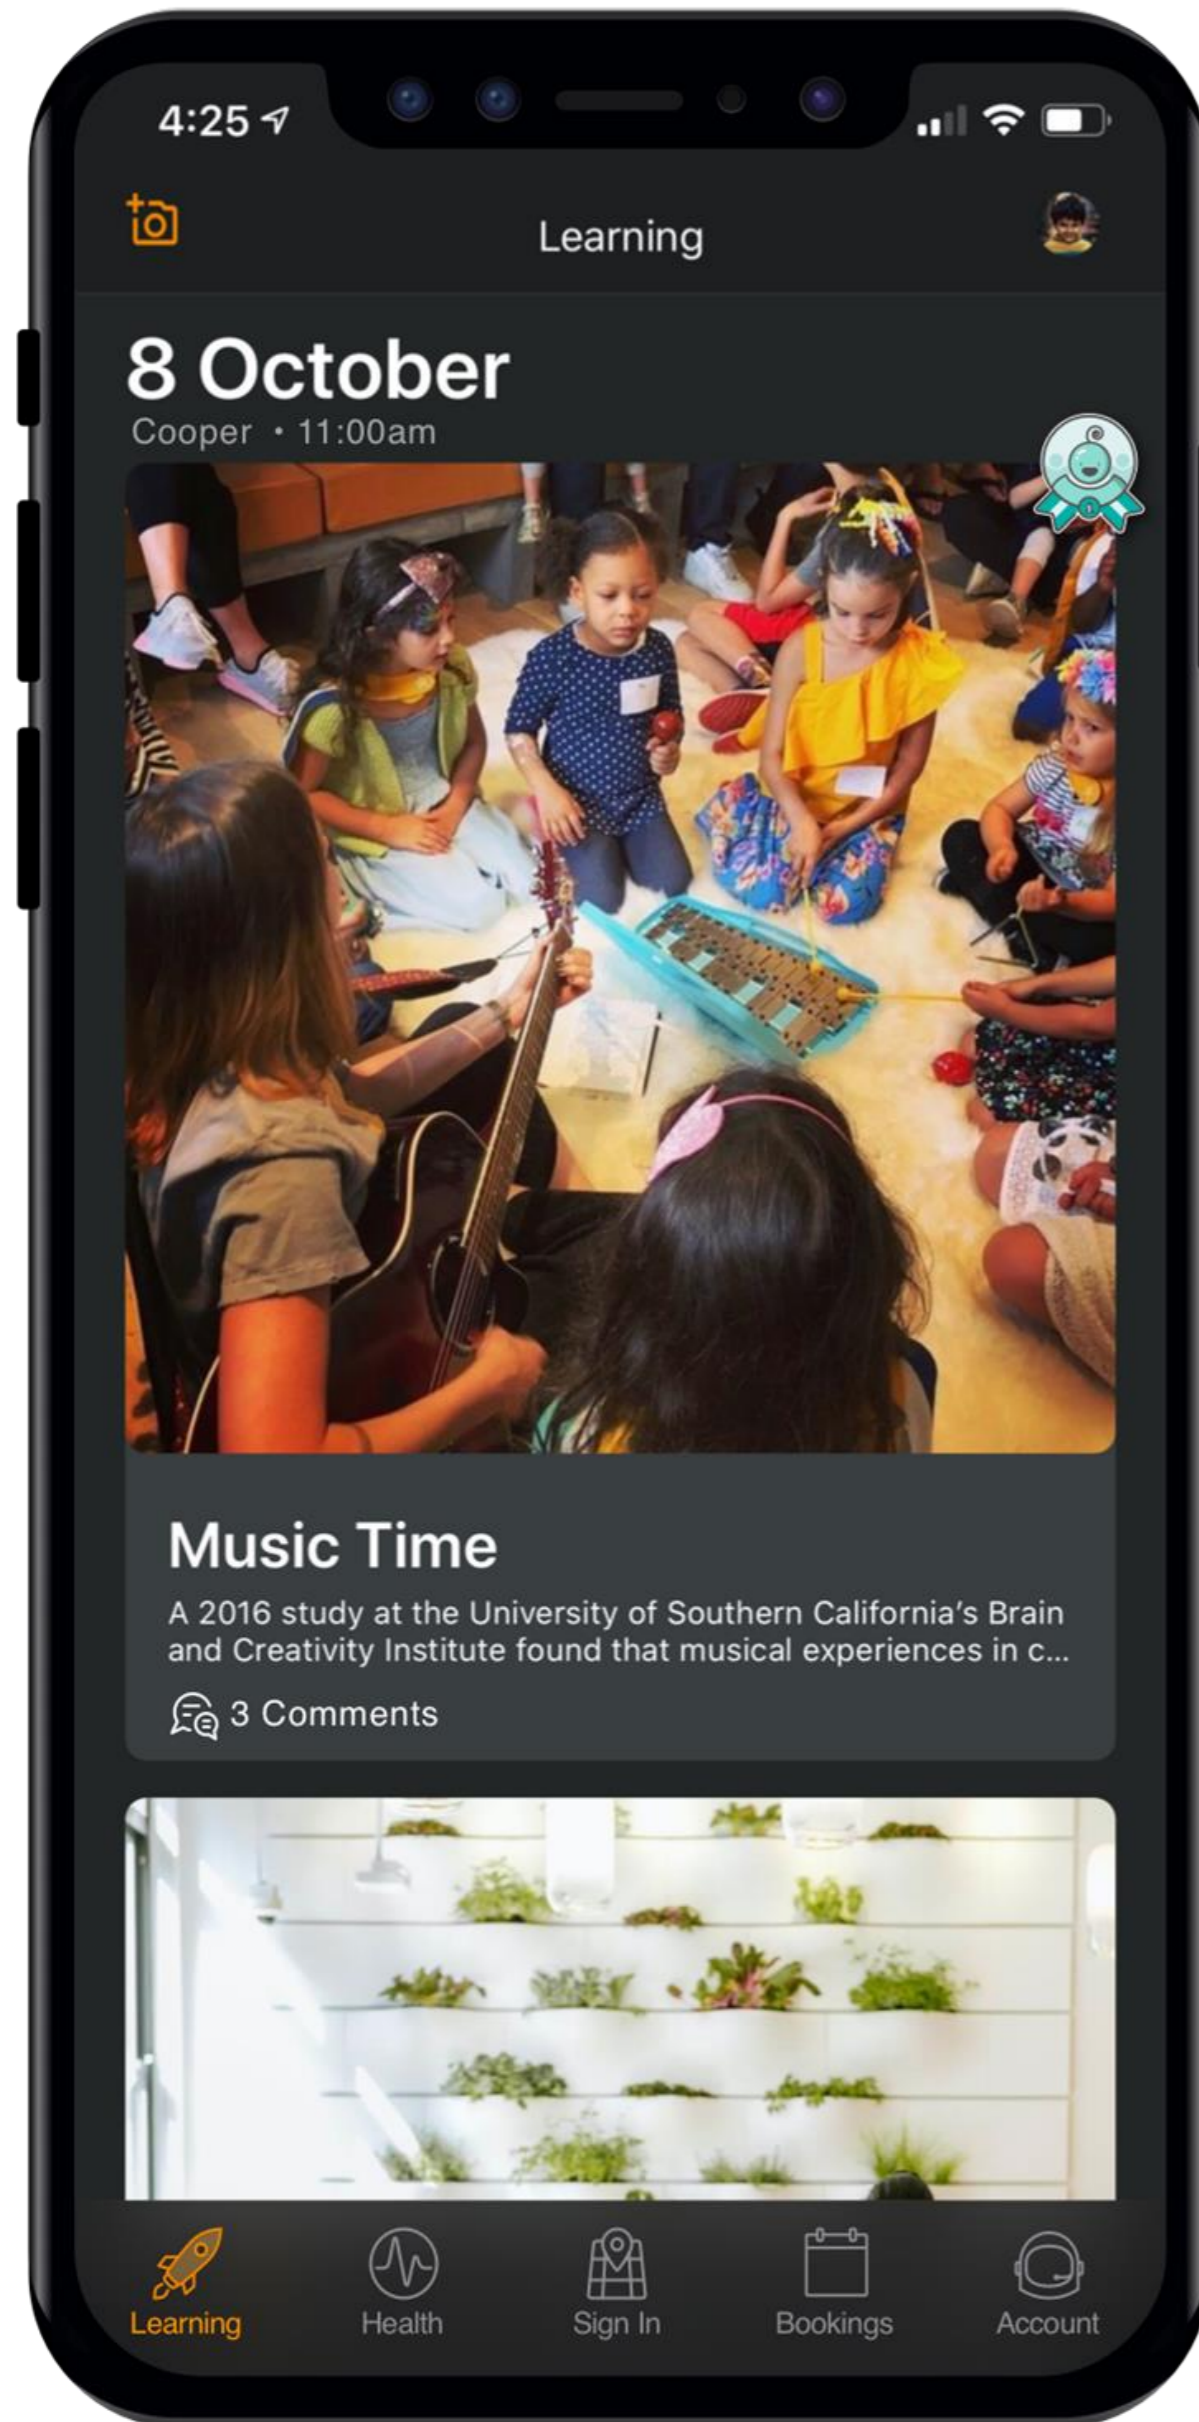 4:25
Learning
8 October
Cooper • 11:00am
Music Time
A 2016 study at the University of Southern California's Brain
and Creativity Institute found that musical experiences in c...
3 Comments
Learning
Health
Sign In
Bookings
Account